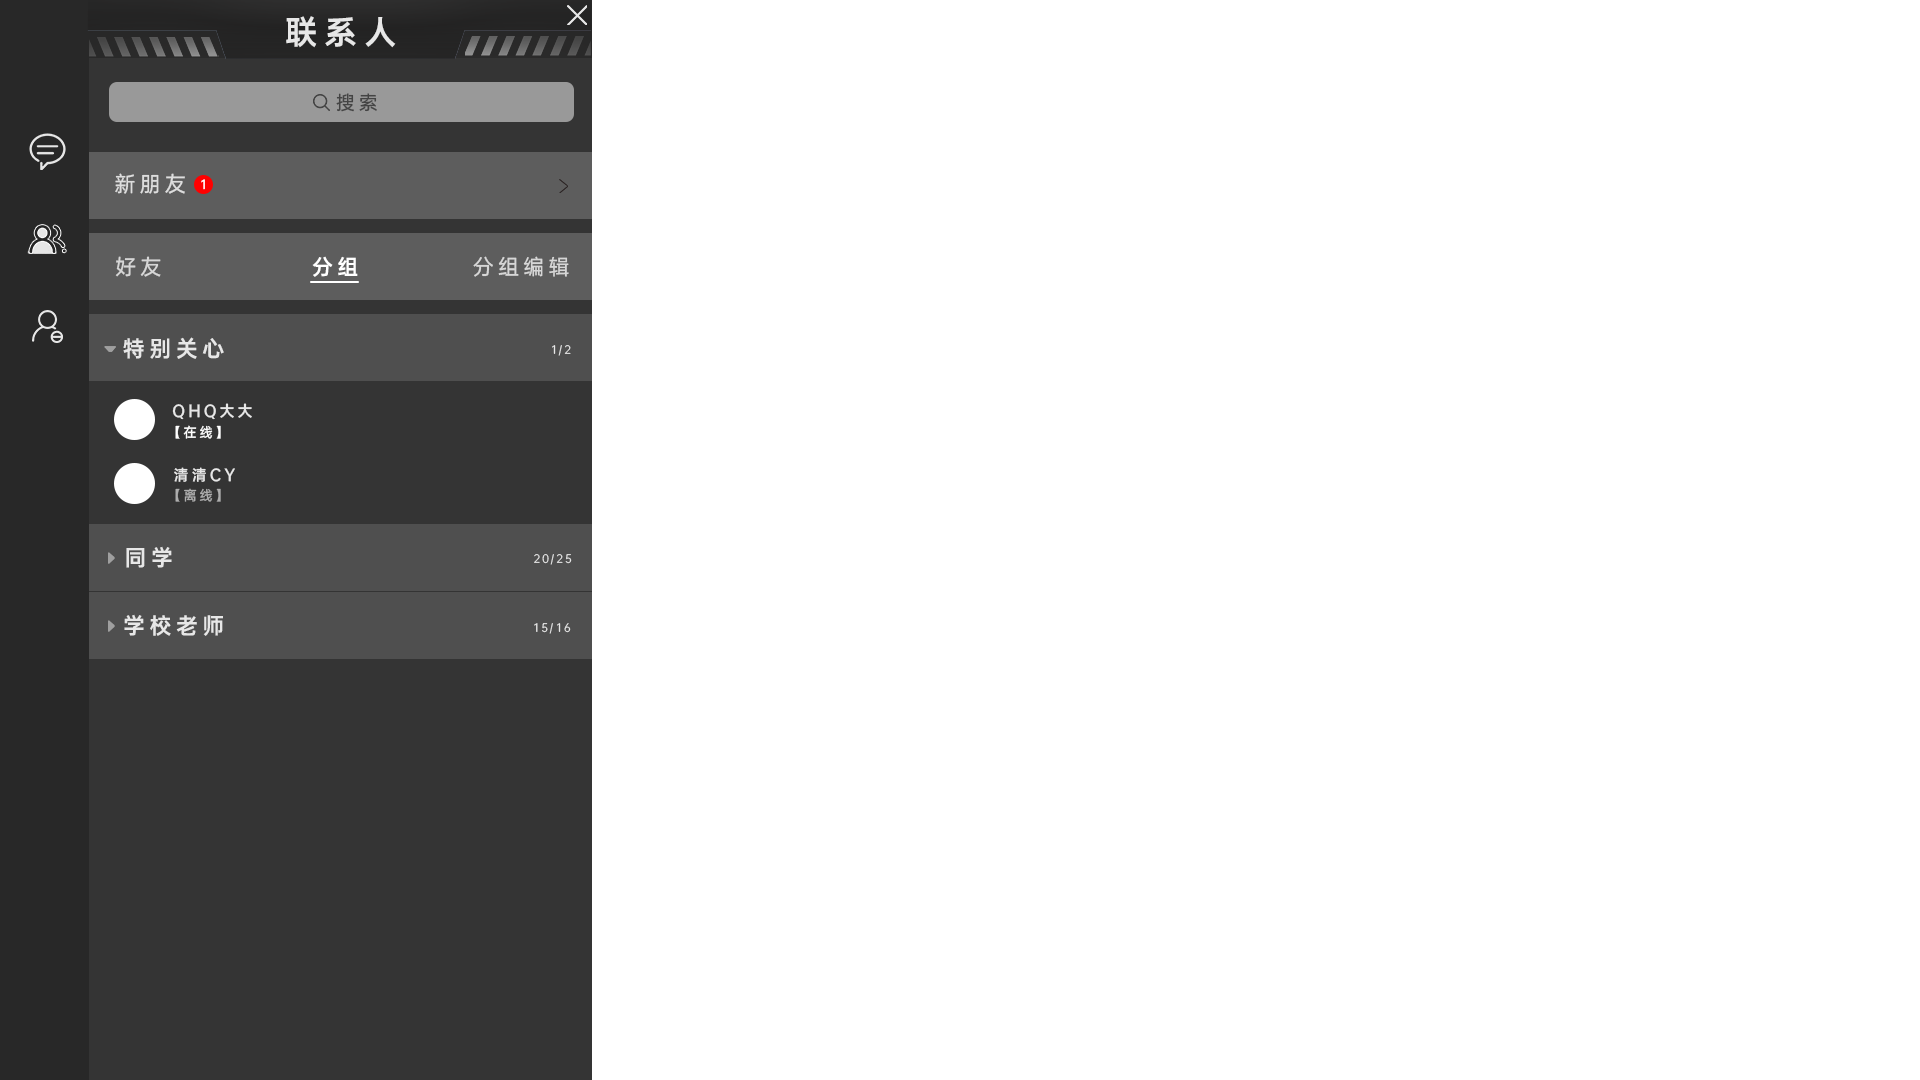 联系人
搜索
新朋友 1
好友 分组 分组编辑
特别关心 1/2
QHQ大大
【在线】
清清CY
【离线】
同学 20/25
学校老师 15/16